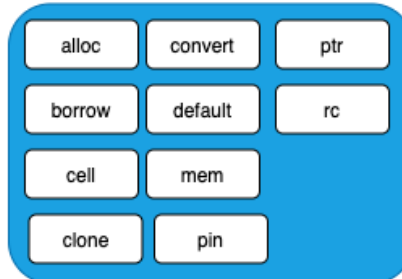 alloc convert ptr
borrow default rc
cell mem
clone pin